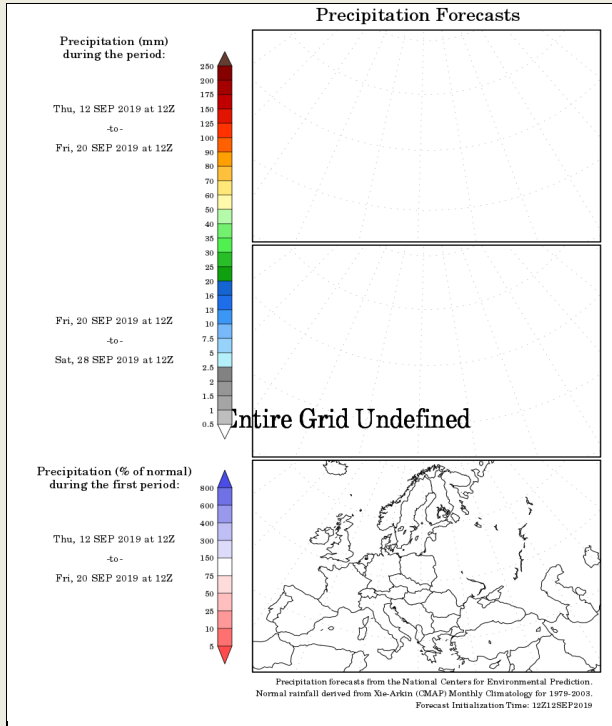 Precipitation Forecasts
Precipitation (mm)
during the period:
Thu, 12 SEP 2019 at 12Z
-to-
Fri, 20 SEP 2019 at 12Z
250
200
175
150
125
100
90
80
70
60
50
40
35
30
25
20
16
13
10
7.5
5
2.5
2
1.5
1
0.5
Fri, 20 SEP 2019 at 12Z
-to-
Sat, 28 SEP 2019 at 12Z
Entire Grid Undefined
Precipitation (% of normal)
during the first period:
Thu, 12 SEP 2019 at 12Z
-to-
Fri, 20 SEP 2019 at 12Z
800
600
400
300
150
75
50
25
10
5
Precipitation forecasts from the National Centers for Environmental Prediction.
Normal rainfall derived from Xie-Arkin (CMAP) Monthly Climatology for 1979-2003.
Forecast Initialization Time: 12Z12SEP2019